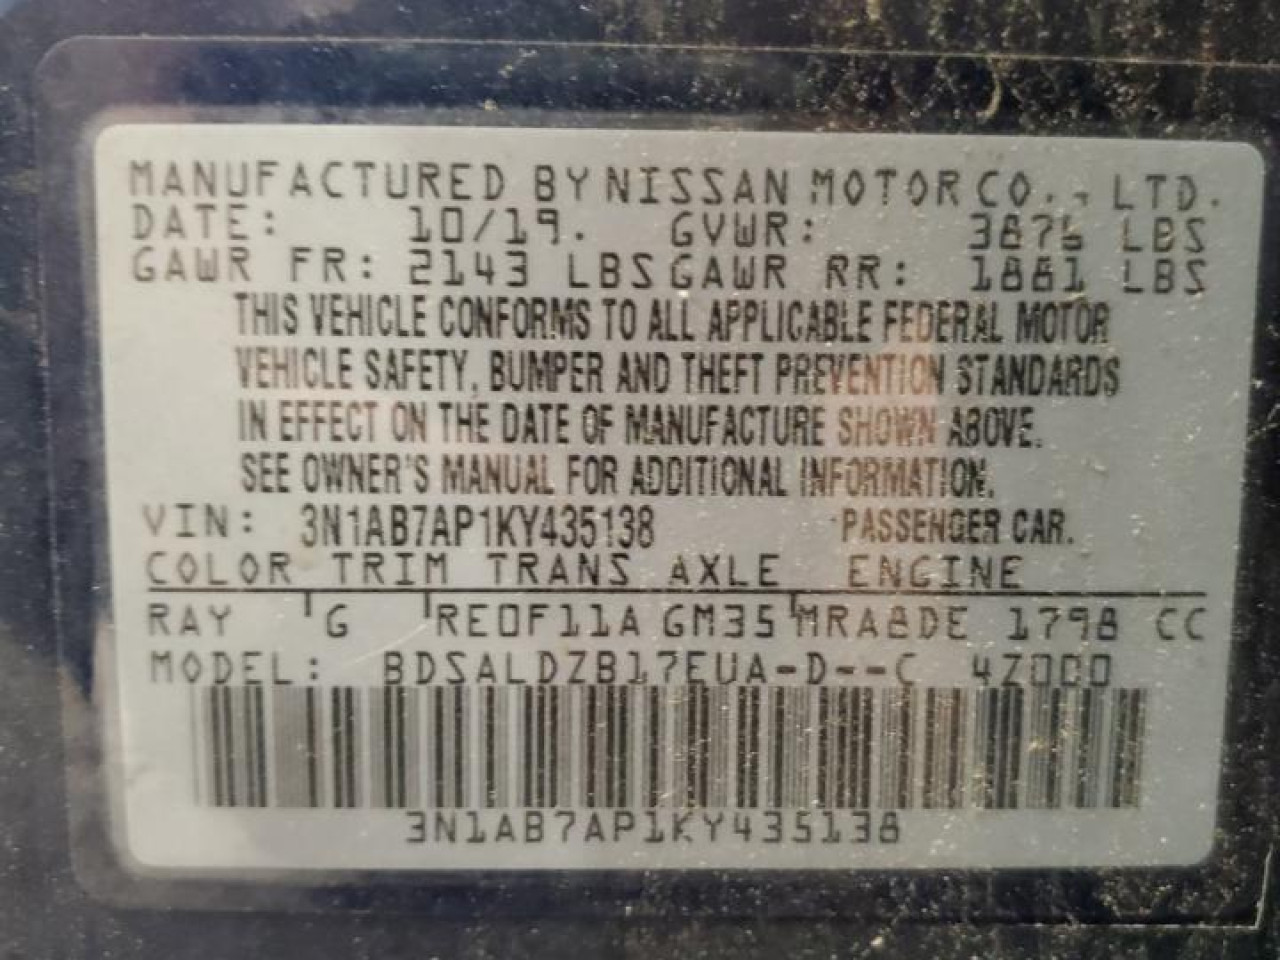 MANUFACTURED BY NISSAN MOTOR CO., LTD.
DATE: 10/19. GVWR: 3876 LBS
GAWR FR: 2143 LBS GAWR RR: 1881 LBS
THIS VEHICLE CONFORMS TO ALL APPLICABLE FEDERAL MOTOR
VEHICLE SAFETY, BUMPER AND THEFT PREVENTION STANDARDS
IN EFFECT ON THE DATE OF MANUFACTURE SHOWN ABOVE.
SEE OWNER'S MANUAL FOR ADDITIONAL INFORMATION.
VIN: 3N1AB7AP1KY435138 PASSENGER CAR.
COLOR TRIM TRANS AXLE ENGINE
RAY G RE0F11A GM35 MRA8DE 1798 CC
MODEL: BDSALDZB17EUA-D--C 4Z000
3N1AB7AP1KY435138